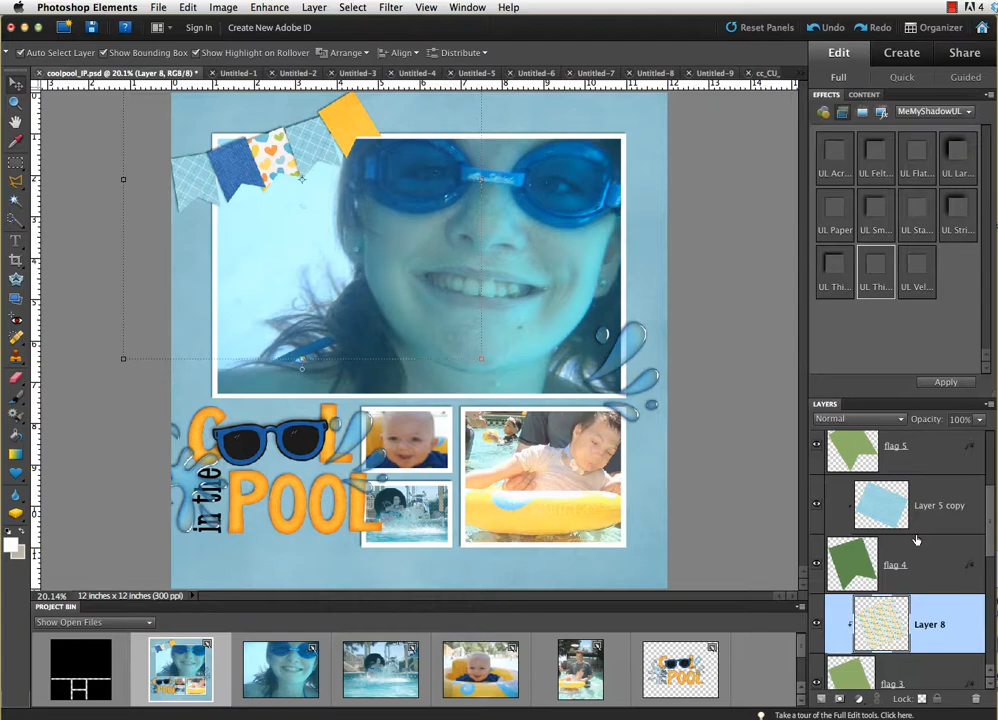 Photoshop Elements File Edit Image Enhance Layer Select Filter View Window Help 4
Sign In Create New Adobe ID Reset Panels Undo Redo Organizer
Auto Select Layer Show Bounding Box Show Highlight on Rollover Arrange Align Distribute Edit Create Share
coolpool_IP.psd @ 20.1% (Layer 8, RGB/8) * Untitled-1 Untitled-2 Untitled-3 Untitled-4 Untitled-5 Untitled-6 Untitled-7 Untitled-8 Untitled-9 cc_CU_ Full Quick Guided
EFFECTS CONTENT
MeMyShadowUL
UL Acr... UL Felt... UL Flat... UL Lar...
UL Paper UL Sm... UL Sta... UL Stri...
UL Thi... UL Thi... UL Vel...
Apply
LAYERS
Normal Opacity: 100%
flag 5
Layer 5 copy
flag 4
Layer 8
flag 3
COOL
in the
POOL
20.14% 12 inches x 12 inches (300 ppi)
PROJECT BIN
Show Open Files
POOL
Lock:
Take a tour of the Full Edit tools. Click here.